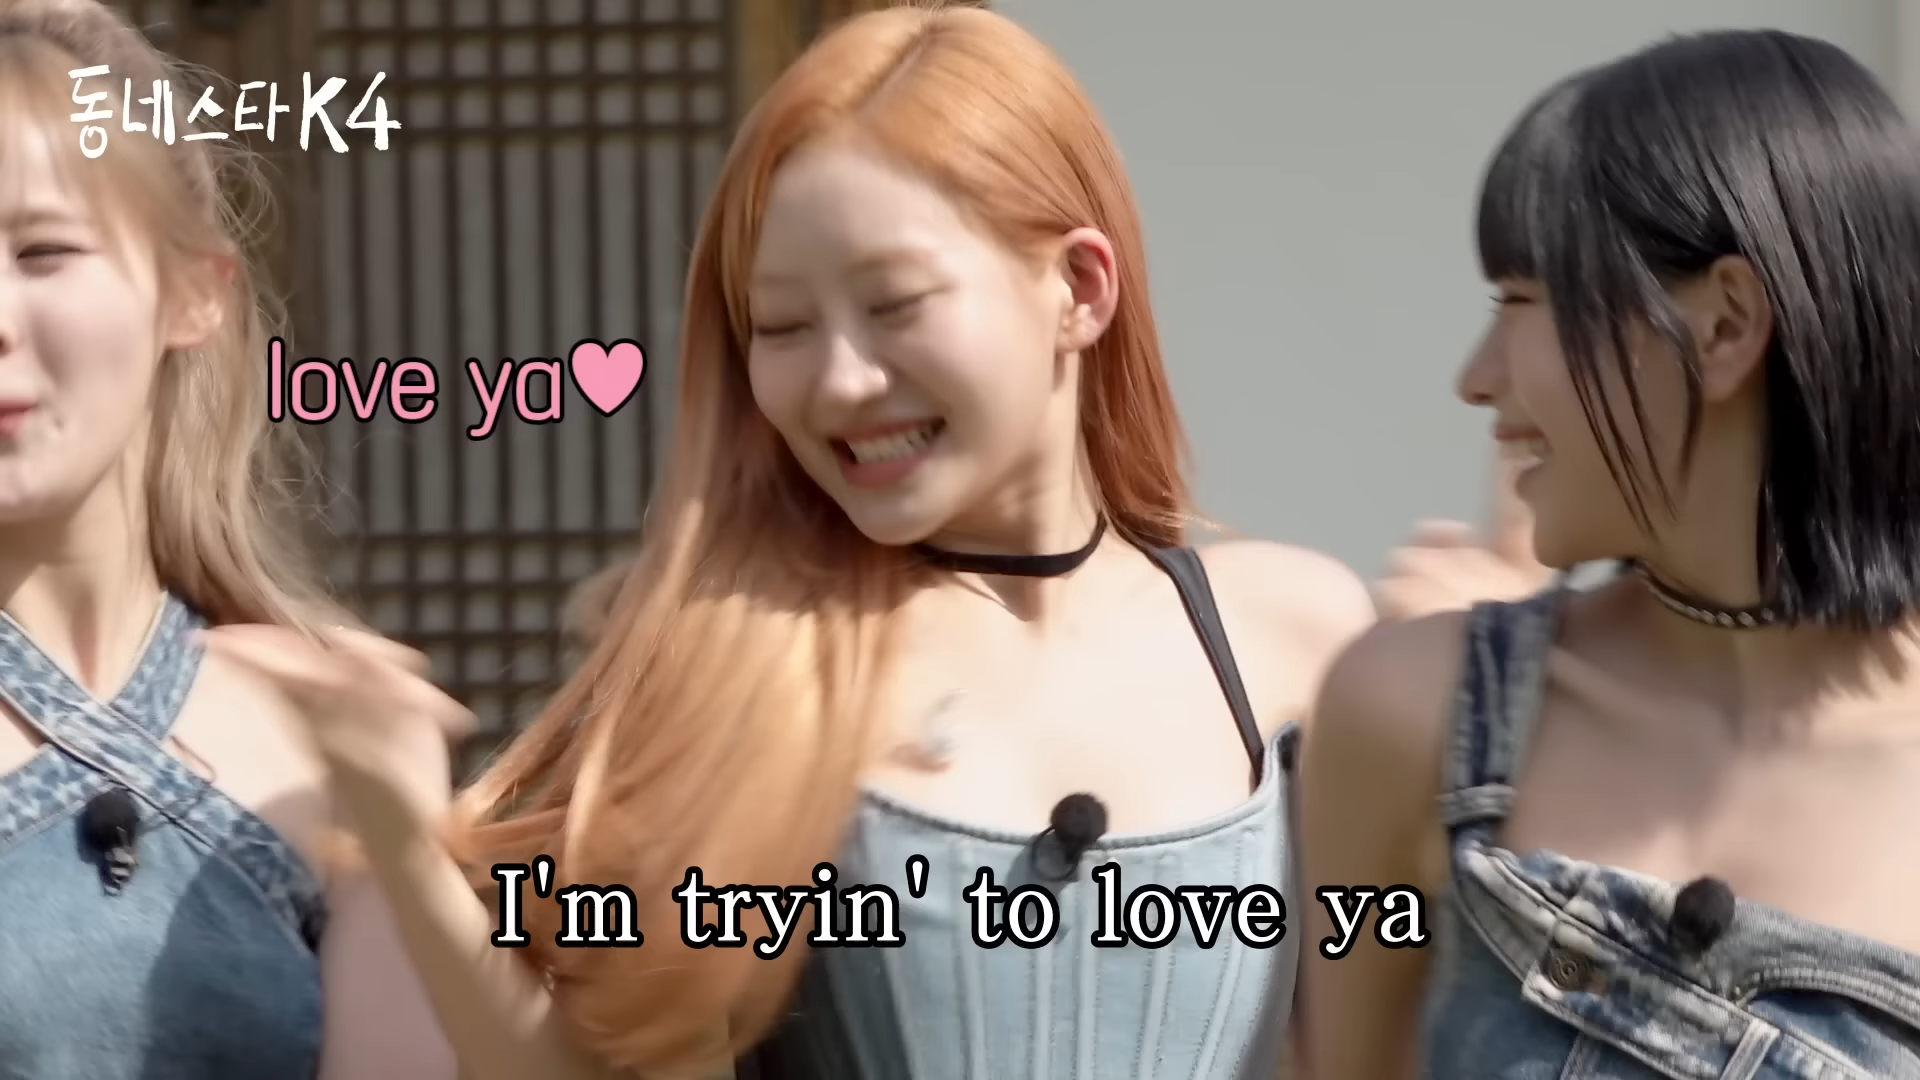 동네스타K4
love ya♥
I'm tryin' to love ya